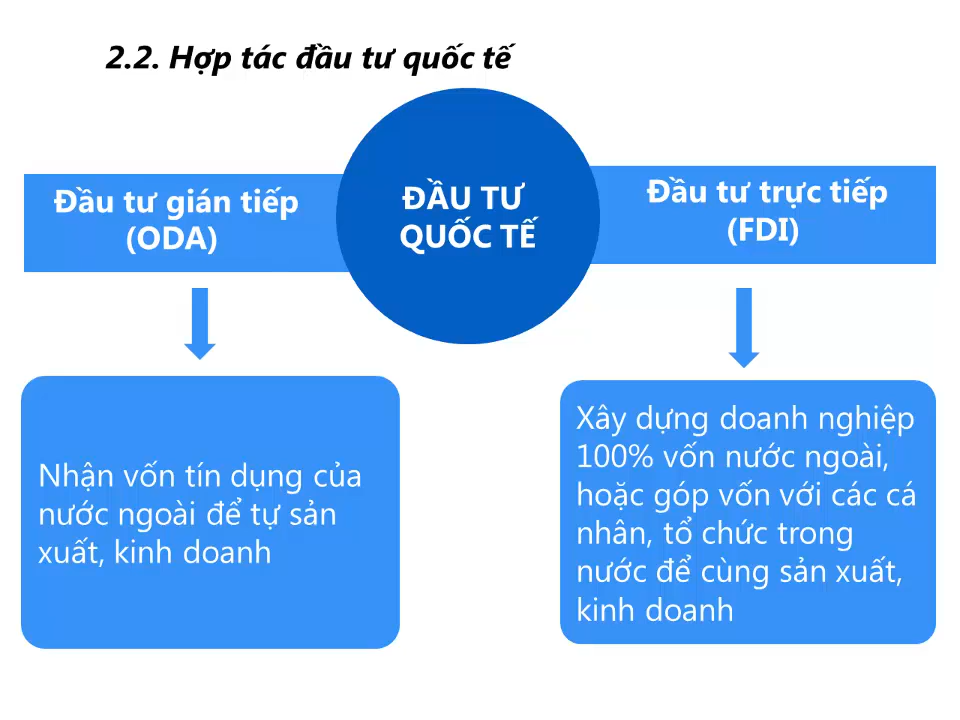 2.2. Hợp tác đầu tư quốc tế
Đầu tư gián tiếp
(ODA)
ĐẦU TƯ
QUỐC TẾ
Đầu tư trực tiếp
(FDI)
Nhận vốn tín dụng của
nước ngoài để tự sản
xuất, kinh doanh
Xây dựng doanh nghiệp
100% vốn nước ngoài,
hoặc góp vốn với các cá
nhân, tổ chức trong
nước để cùng sản xuất,
kinh doanh